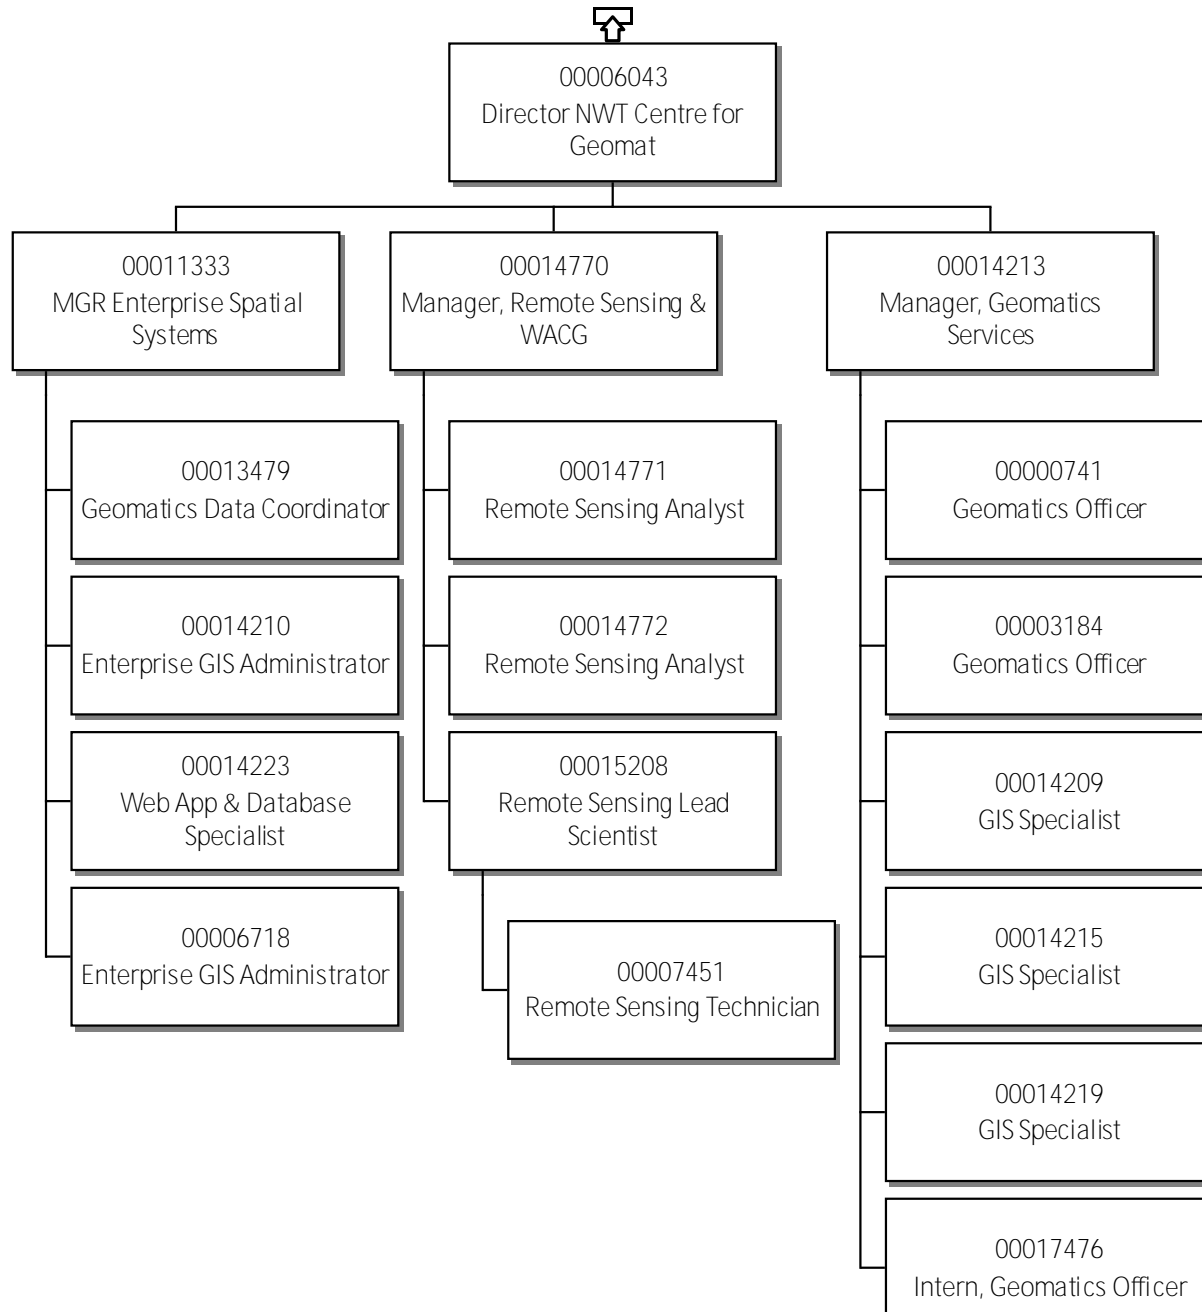 00006043
Director NWT Centre for
Geomat
00011333
MGR Enterprise Spatial
Systems
00014770
Manager, Remote Sensing &
WACG
00014213
Manager, Geomatics
Services
00013479
Geomatics Data Coordinator
00014210
Enterprise GIS Administrator
00014223
Web App & Database
Specialist
00006718
Enterprise GIS Administrator
00014771
Remote Sensing Analyst
00014772
Remote Sensing Analyst
00015208
Remote Sensing Lead
Scientist
00007451
Remote Sensing Technician
00000741
Geomatics Officer
00003184
Geomatics Officer
00014209
GIS Specialist
00014215
GIS Specialist
00014219
GIS Specialist
00017476
Intern, Geomatics Officer